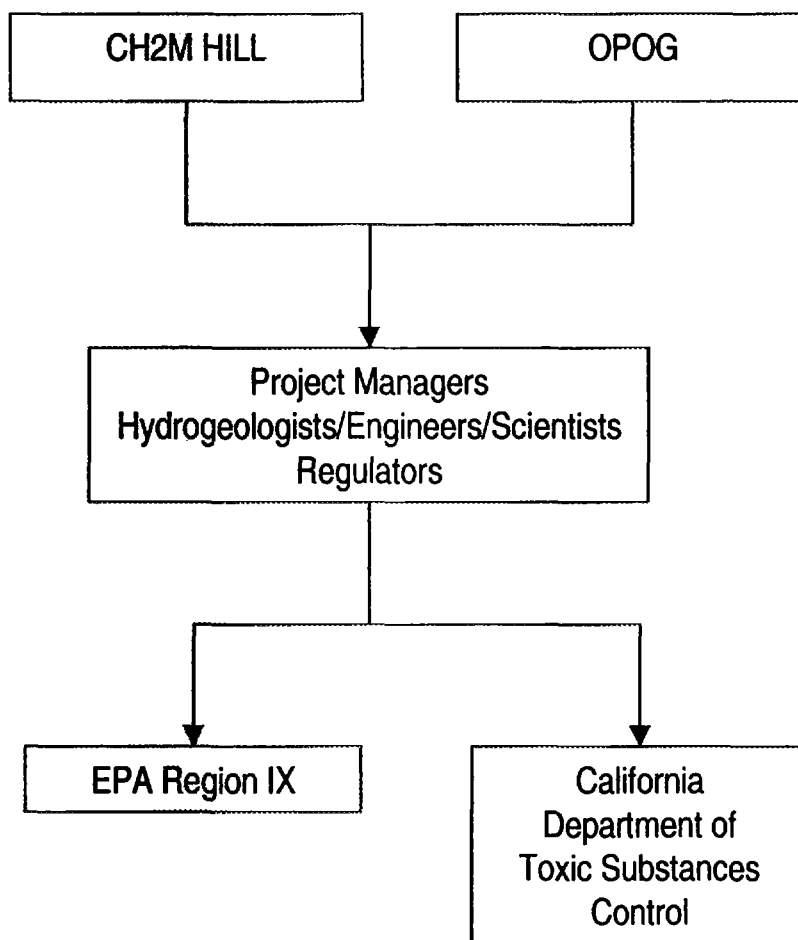 CH2M HILL
OPOG
Project Managers
Hydrogeologists/Engineers/Scientists
Regulators
EPA Region IX
California
Department of
Toxic Substances
Control